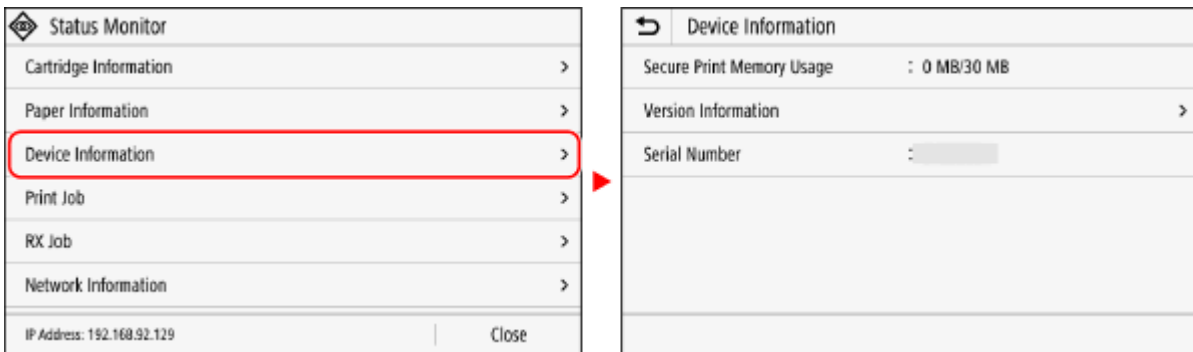 Status Monitor
Cartridge Information
Paper Information
Device Information
Print Job
RX Job
Network Information
IP Address: 192.168.92.129
Close
Device Information
Secure Print Memory Usage : 0 MB/30 MB
Version Information
Serial Number :